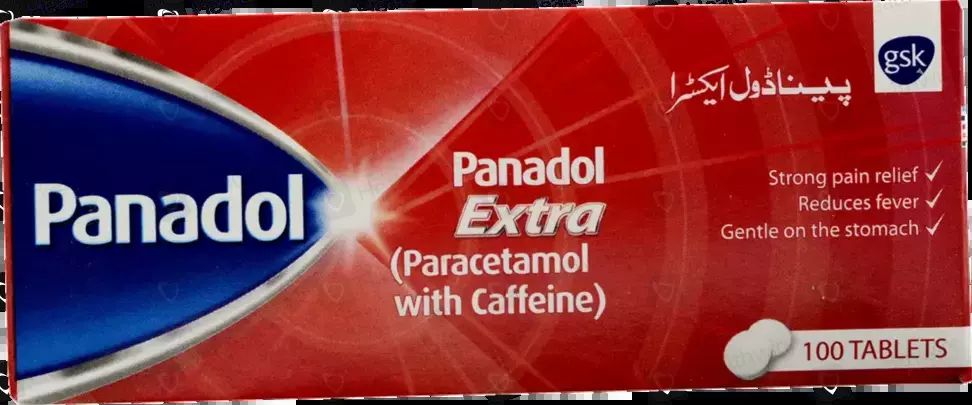 gsk
پیناڈول ایکسٹرا
Panadol
Panadol
Extra
(Paracetamol
with Caffeine)
Strong pain relief ✓
Reduces fever ✓
Gentle on the stomach ✓
100 TABLETS